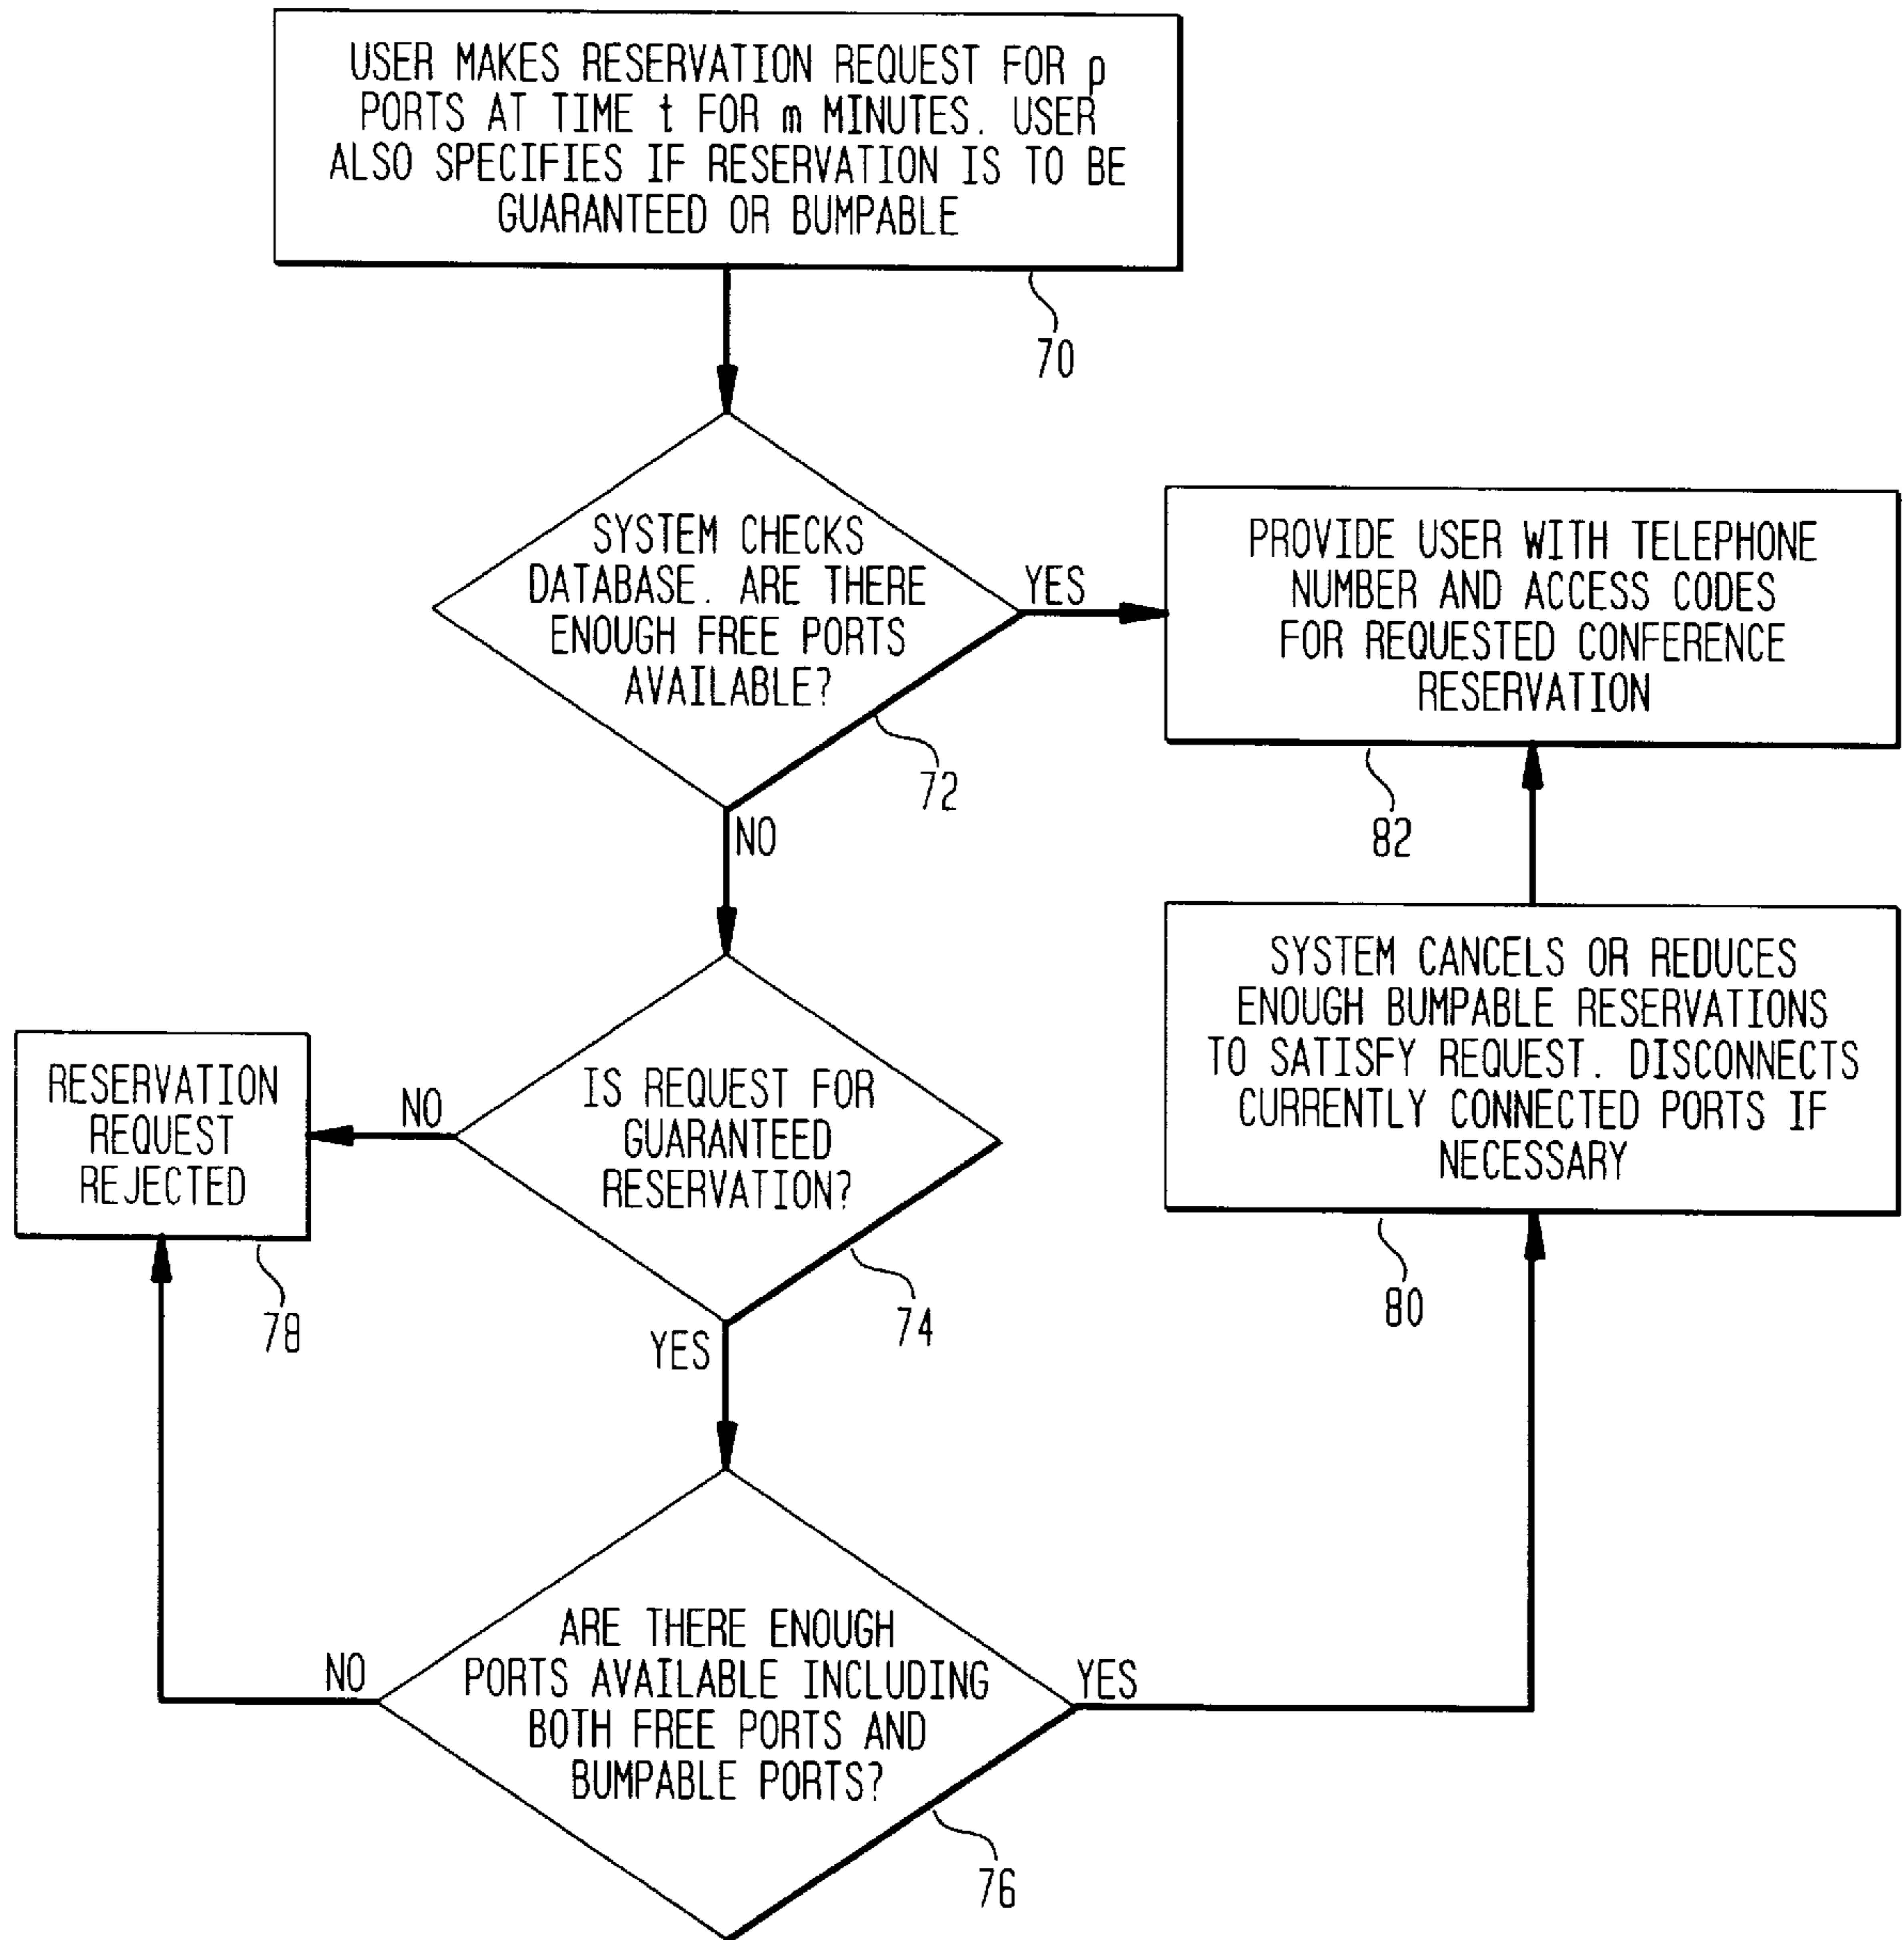 USER MAKES RESERVATION REQUEST FOR p
PORTS AT TIME t FOR m MINUTES. USER
ALSO SPECIFIES IF RESERVATION IS TO BE
GUARANTEED OR BUMPABLE
70
SYSTEM CHECKS
DATABASE. ARE THERE
ENOUGH FREE PORTS
AVAILABLE?
YES
72
NO
PROVIDE USER WITH TELEPHONE
NUMBER AND ACCESS CODES
FOR REQUESTED CONFERENCE
RESERVATION
82
IS REQUEST FOR
GUARANTEED
RESERVATION?
NO
74
YES
RESERVATION
REQUEST
REJECTED
78
SYSTEM CANCELS OR REDUCES
ENOUGH BUMPABLE RESERVATIONS
TO SATISFY REQUEST. DISCONNECTS
CURRENTLY CONNECTED PORTS IF
NECESSARY
80
ARE THERE ENOUGH
PORTS AVAILABLE INCLUDING
BOTH FREE PORTS AND
BUMPABLE PORTS?
NO
YES
76